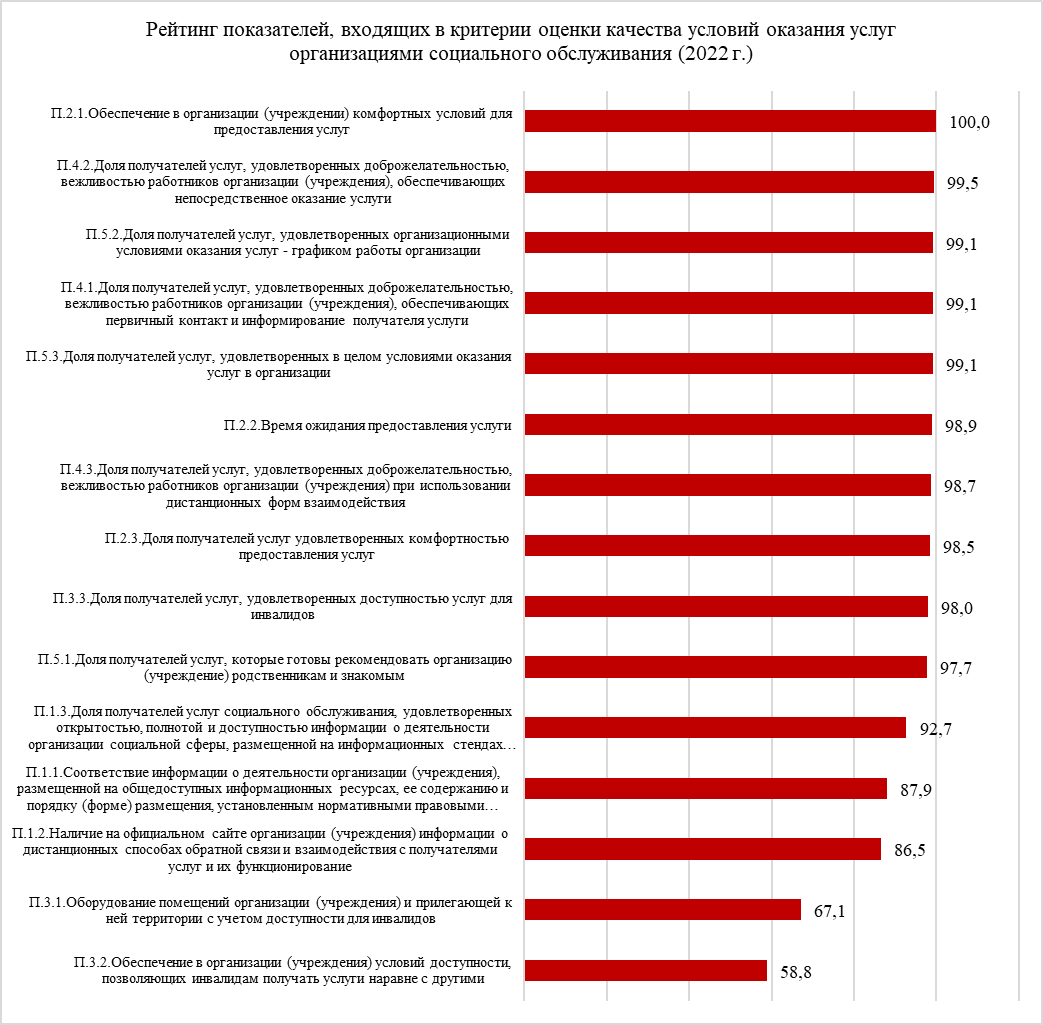 Рейтинг показателей, входящих в критерии оценки качества условий оказания услуг
организациями социального обслуживания (2022 г.)
П.2.1.Обеспечение в организации (учреждении) комфортных условий для
предоставления услуг
100,0
П.4.2.Доля получателей услуг, удовлетворенных доброжелательностью,
вежливостью работников организации (учреждения), обеспечивающих
непосредственное оказание услуги
99,5
П.5.2.Доля получателей услуг, удовлетворенных организационными
условиями оказания услуг - графиком работы организации
99,1
П.4.1.Доля получателей услуг, удовлетворенных доброжелательностью,
вежливостью работников организации (учреждения), обеспечивающих
первичный контакт и информирование получателя услуги
99,1
П.5.3.Доля получателей услуг, удовлетворенных в целом условиями оказания
услуг в организации
99,1
П.2.2.Время ожидания предоставления услуги
98,9
П.4.3.Доля получателей услуг, удовлетворенных доброжелательностью,
вежливостью работников организации (учреждения) при использовании
дистанционных форм взаимодействия
98,7
П.2.3.Доля получателей услуг удовлетворенных комфортностью
предоставления услуг
98,5
П.3.3.Доля получателей услуг, удовлетворенных доступностью услуг для
инвалидов
98,0
П.5.1.Доля получателей услуг, которые готовы рекомендовать организацию
(учреждение) родственникам и знакомым
97,7
П.1.3.Доля получателей услуг социального обслуживания, удовлетворенных
открытостью, полнотой и доступностью информации о деятельности
организации социальной сферы, размещенной на информационных стендах…
92,7
П.1.1.Соответствие информации о деятельности организации (учреждения),
размещенной на общедоступных информационных ресурсах, ее содержанию и
порядку (форме) размещения, установленным нормативными правовыми…
87,9
П.1.2.Наличие на официальном сайте организации (учреждения) информации о
дистанционных способах обратной связи и взаимодействия с получателями
услуг и их функционирование
86,5
П.3.1.Оборудование помещений организации (учреждения) и прилегающей к
ней территории с учетом доступности для инвалидов
67,1
П.3.2.Обеспечение в организации (учреждения) условий доступности,
позволяющих инвалидам получать услуги наравне с другими
58,8